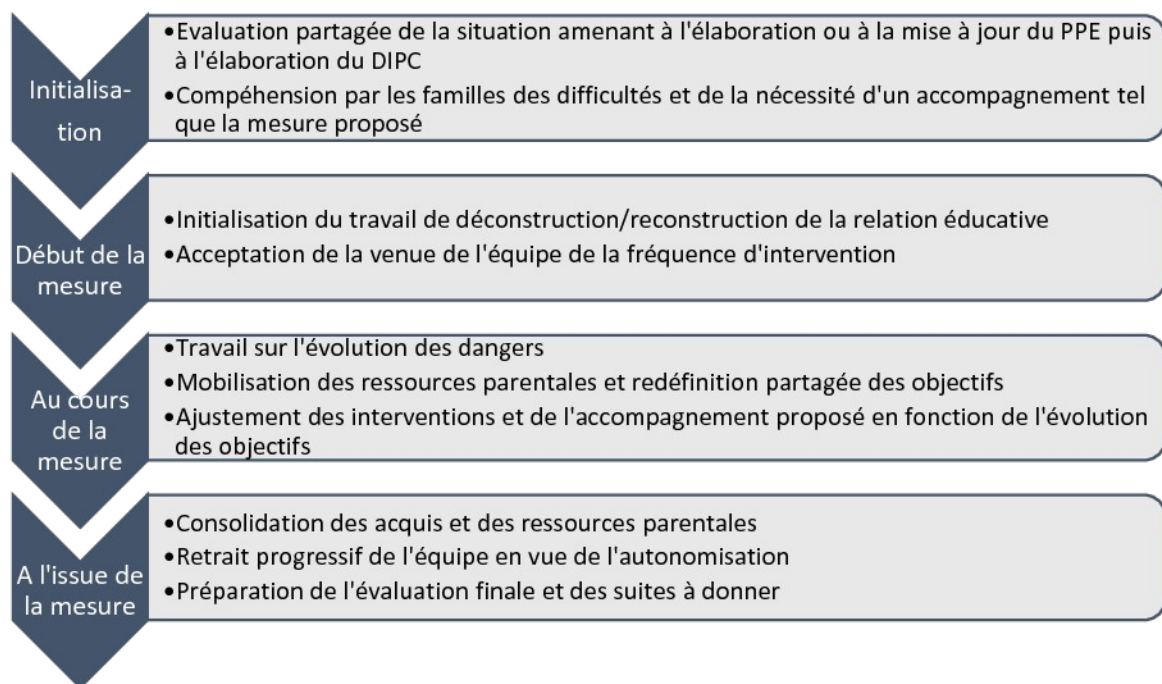 Initialisa-
tion
•Evaluation partagée de la situation amenant à l'élaboration ou à la mise à jour du PPE puis
à l'élaboration du DIPC
•Compéhension par les familles des difficultés et de la nécessité d'un accompagnement tel
que la mesure proposé
Début de la
mesure
•Initialisation du travail de déconstruction/reconstruction de la relation éducative
•Acceptation de la venue de l'équipe de la fréquence d'intervention
Au cours
de la
mesure
•Travail sur l'évolution des dangers
•Mobilisation des ressources parentales et redéfinition partagée des objectifs
•Ajustement des interventions et de l'accompagnement proposé en fonction de l'évolution
des objectifs
A l'issue de
la mesure
•Consolidation des acquis et des ressources parentales
•Retrait progressif de l'équipe en vue de l'autonomisation
•Préparation de l'évaluation finale et des suites à donner